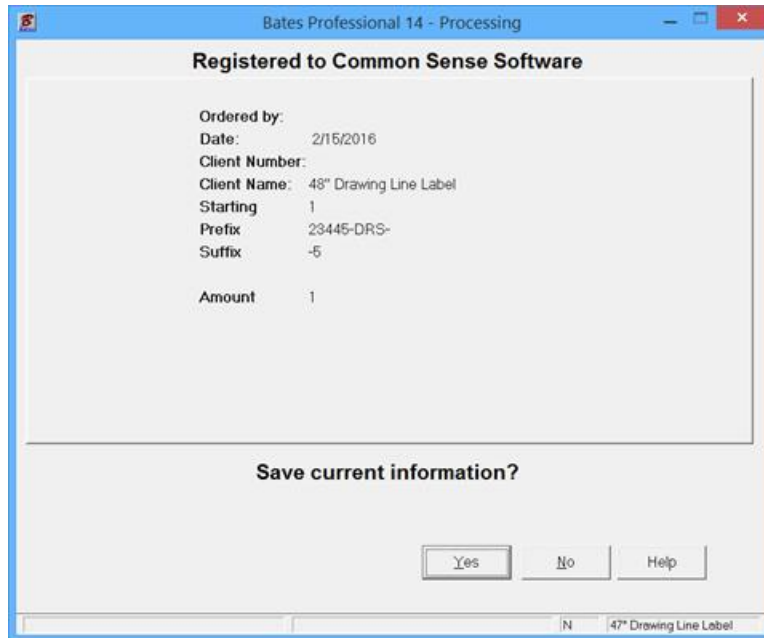 Bates Professional 14 - Processing
Registered to Common Sense Software
Ordered by:
Date: 2/15/2016
Client Number:
Client Name: 48" Drawing Line Label
Starting 1
Prefix 23445-DRS-
Suffix -5
Amount 1
Save current information?
Yes No Help
N 47" Drawing Line Label